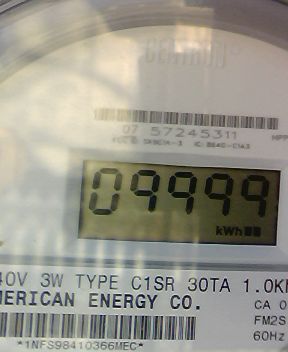 CENTRON
07 57245311
09999
kWh
40V 3W TYPE C1SR 30TA 1.0K
MERICAN ENERGY CO.
CA 0
FM2S
60Hz
*1NFS98410366MEC*